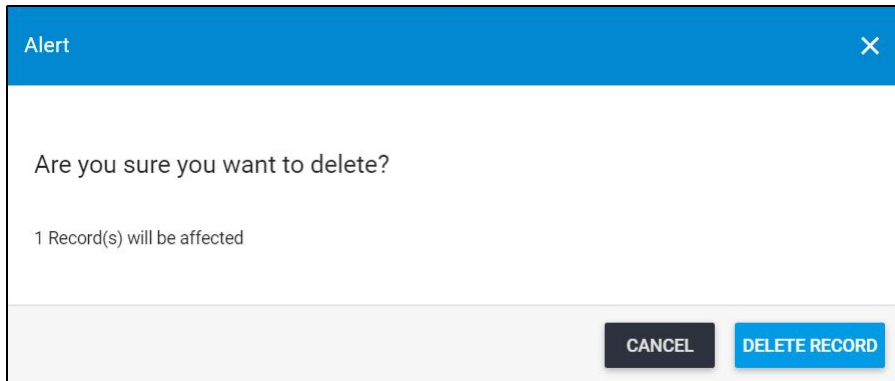 Alert
Are you sure you want to delete?
1 Record(s) will be affected
CANCEL DELETE RECORD